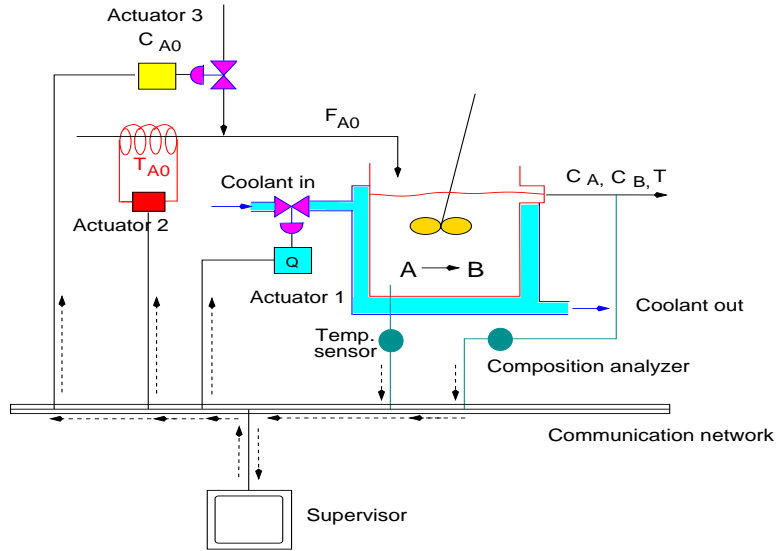 Actuator 3
C A0
F A0
T A0
Coolant in
C A, C B, T
Actuator 2
Q
A B
Actuator 1
Coolant out
Temp.
sensor
Composition analyzer
Communication network
Supervisor